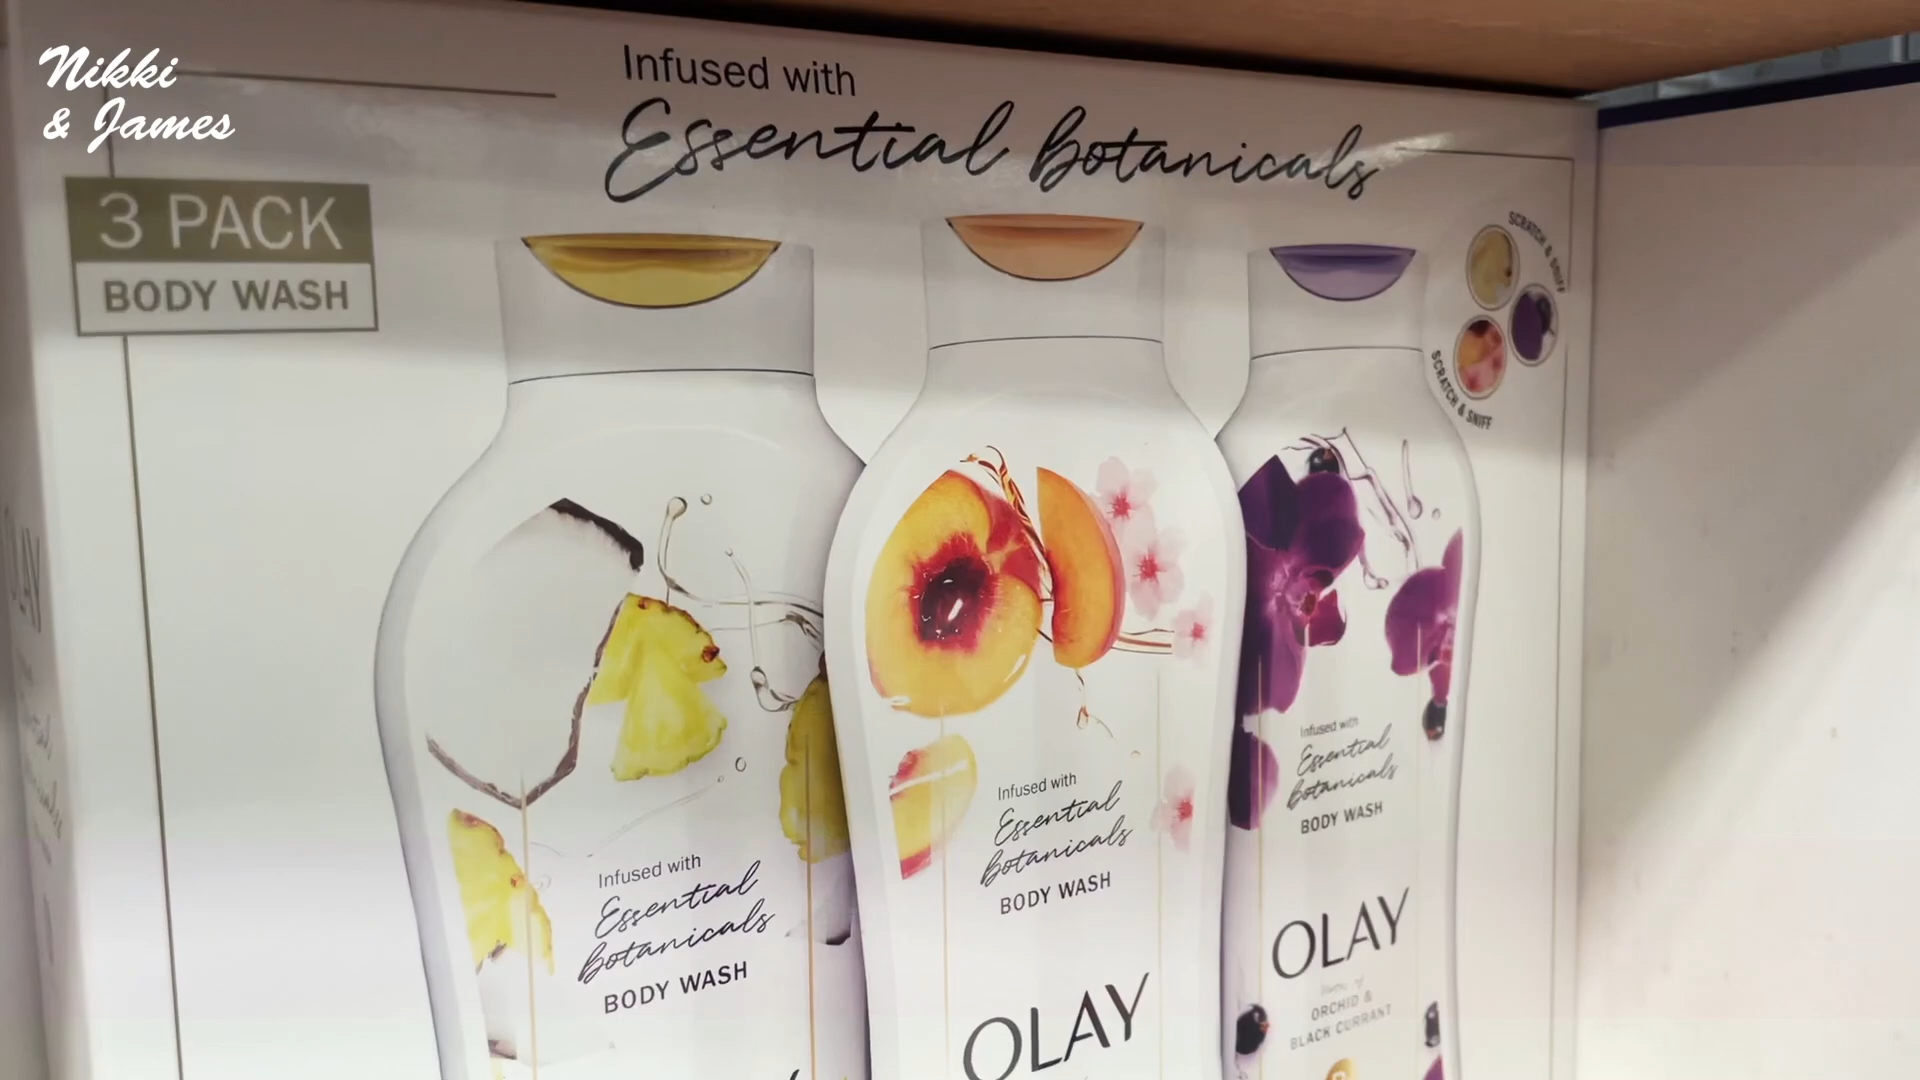 Nikki
& James
Infused with
Essential botanicals
3 PACK
BODY WASH
SCRATCH & SNIFF
SCRATCH & SNIFF
Infused with
Essential
botanicals
BODY WASH
Infused with
Essential
botanicals
BODY WASH
OLAY
Infused with
Essential
botanicals
BODY WASH
OLAY
ORCHID &
BLACK CURRANT
OLAY